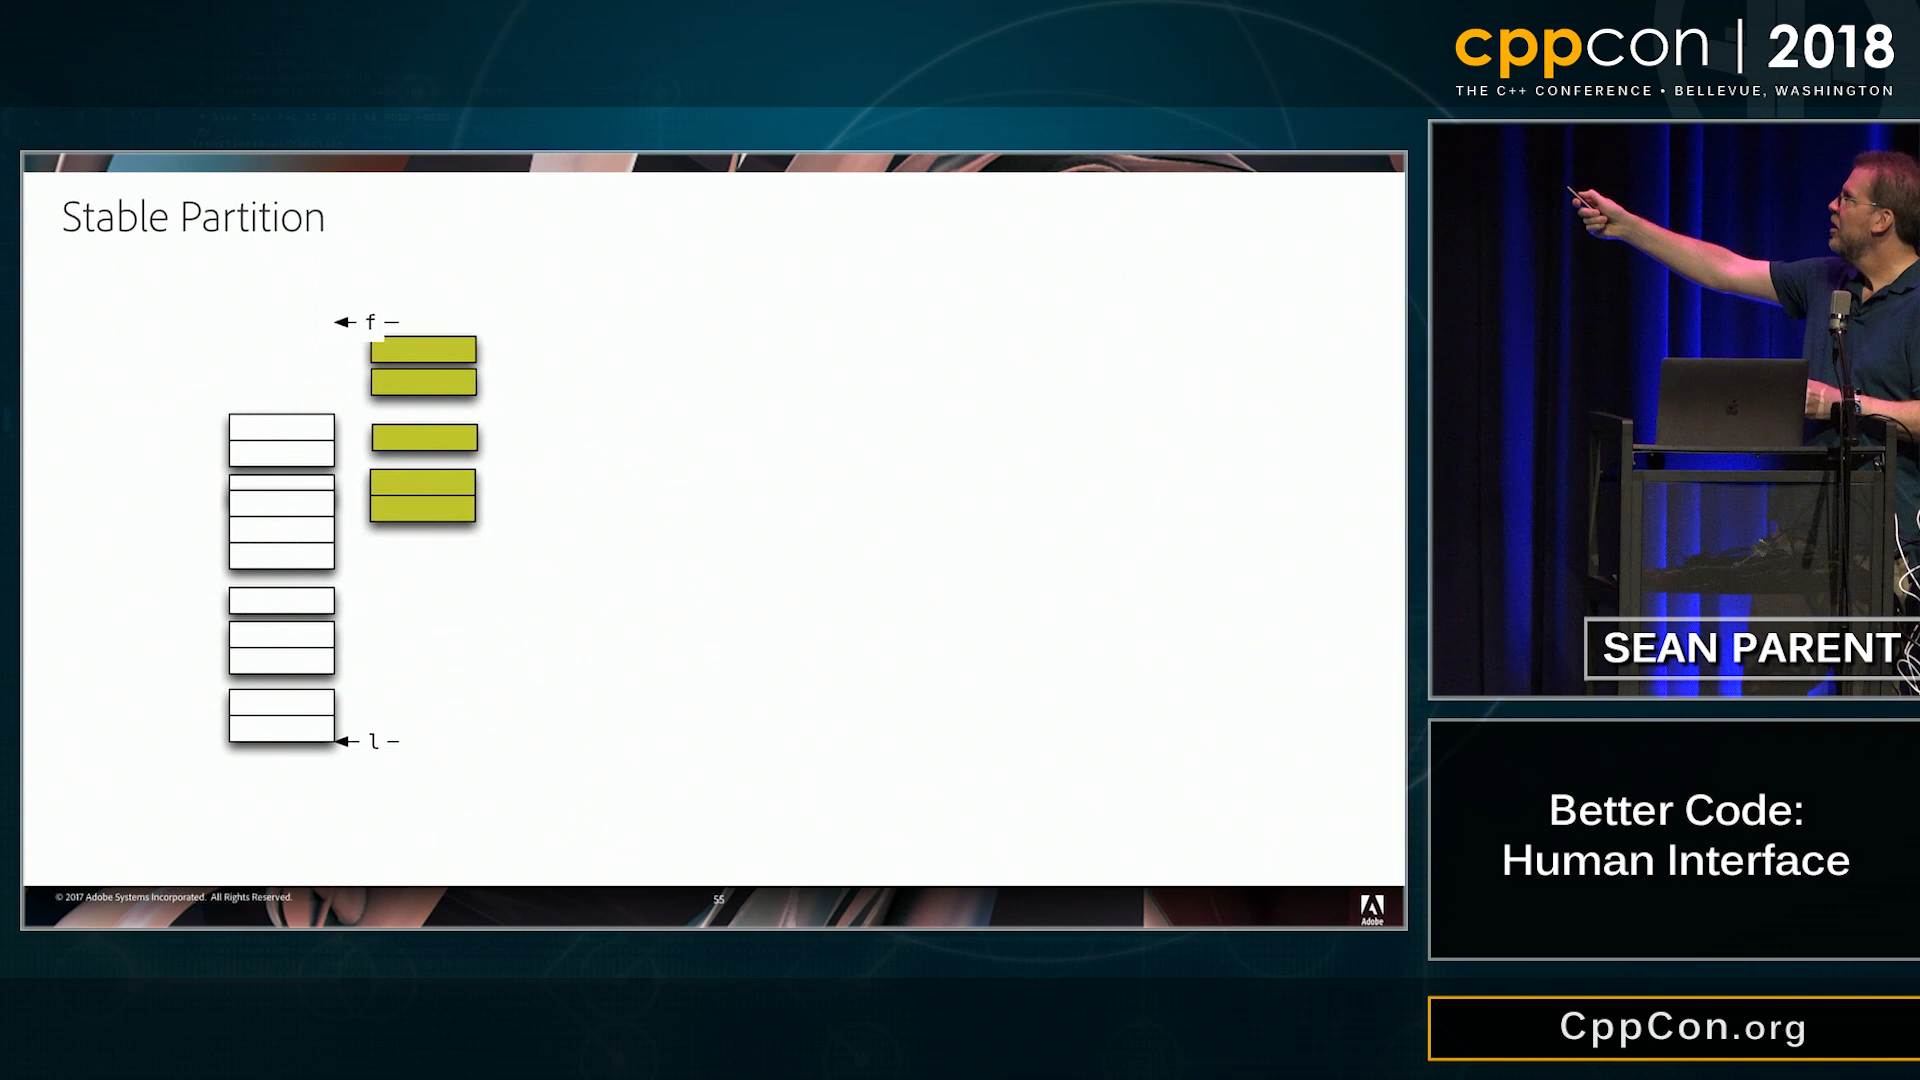 cppcon | 2018
THE C++ CONFERENCE • BELLEVUE, WASHINGTON
Stable Partition
f
l
© 2017 Adobe Systems Incorporated. All Rights Reserved.
55
Adobe
SEAN PARENT
Better Code:
Human Interface
CppCon.org